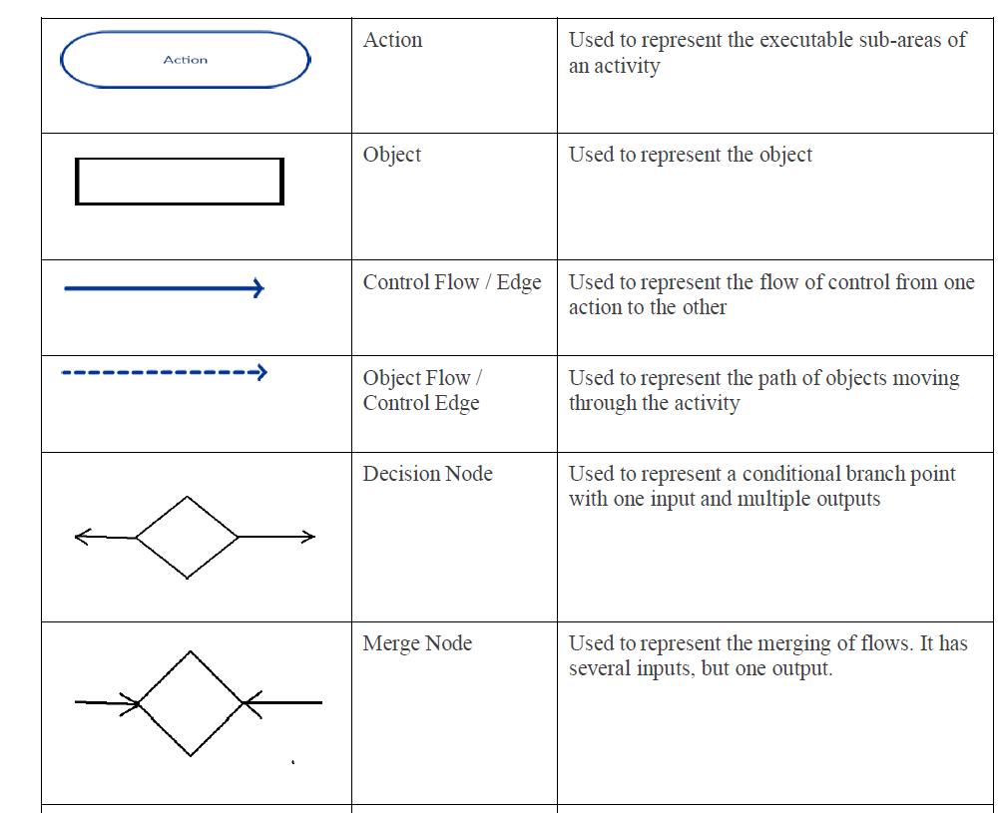 Action
Action
Used to represent the executable sub-areas of
an activity
Object
Used to represent the object
Control Flow / Edge
Used to represent the flow of control from one
action to the other
Object Flow /
Control Edge
Used to represent the path of objects moving
through the activity
Decision Node
Used to represent a conditional branch point
with one input and multiple outputs
Merge Node
Used to represent the merging of flows. It has
several inputs, but one output.